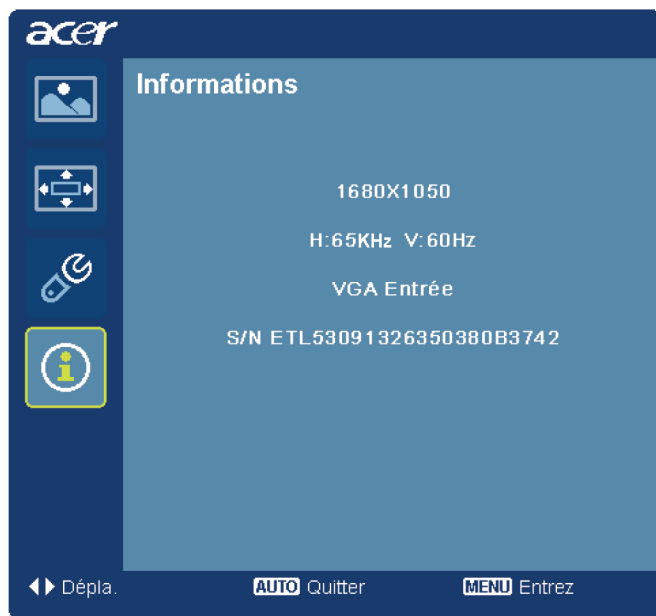 acer
Informations
1680X1050
H:65KHz V:60Hz
VGA Entrée
S/N ETL53091326350380B3742
Dépla. AUTO Quitter MENU Entrez